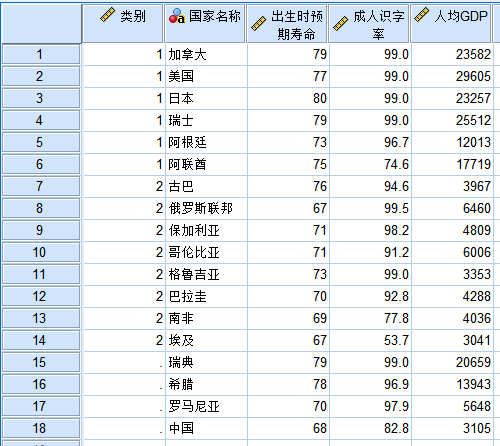 类别 国家名称 出生时预期寿命 成人识字率 人均GDP
1 1 加拿大 79 99.0 23582
2 1 美国 77 99.0 29605
3 1 日本 80 99.0 23257
4 1 瑞士 79 99.0 25512
5 1 阿根廷 73 96.7 12013
6 1 阿联酋 75 74.6 17719
7 2 古巴 76 94.6 3967
8 2 俄罗斯联邦 67 99.5 6460
9 2 保加利亚 71 98.2 4809
10 2 哥伦比亚 71 91.2 6006
11 2 格鲁吉亚 73 99.0 3353
12 2 巴拉圭 70 92.8 4288
13 2 南非 69 77.8 4036
14 2 埃及 67 53.7 3041
15 . 瑞典 79 99.0 20659
16 . 希腊 78 96.9 13943
17 . 罗马尼亚 70 97.9 5648
18 . 中国 68 82.8 3105